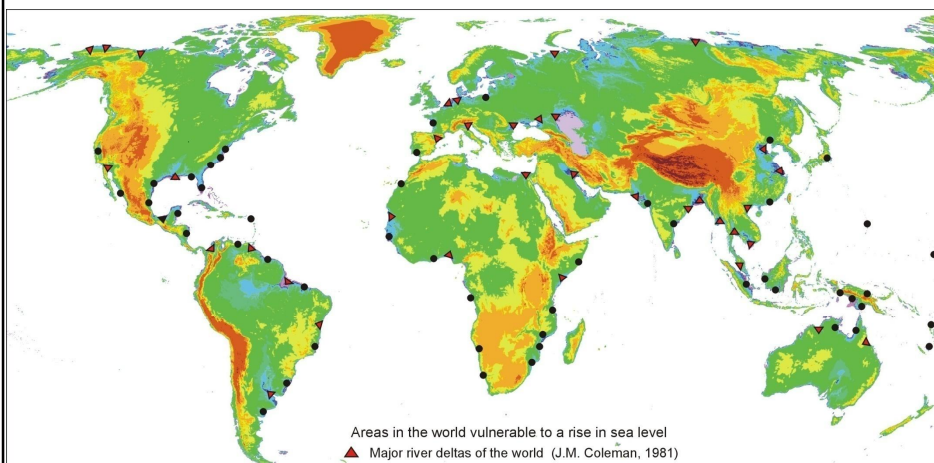 Areas in the world vulnerable to a rise in sea level
Major river deltas of the world (J.M. Coleman, 1981)